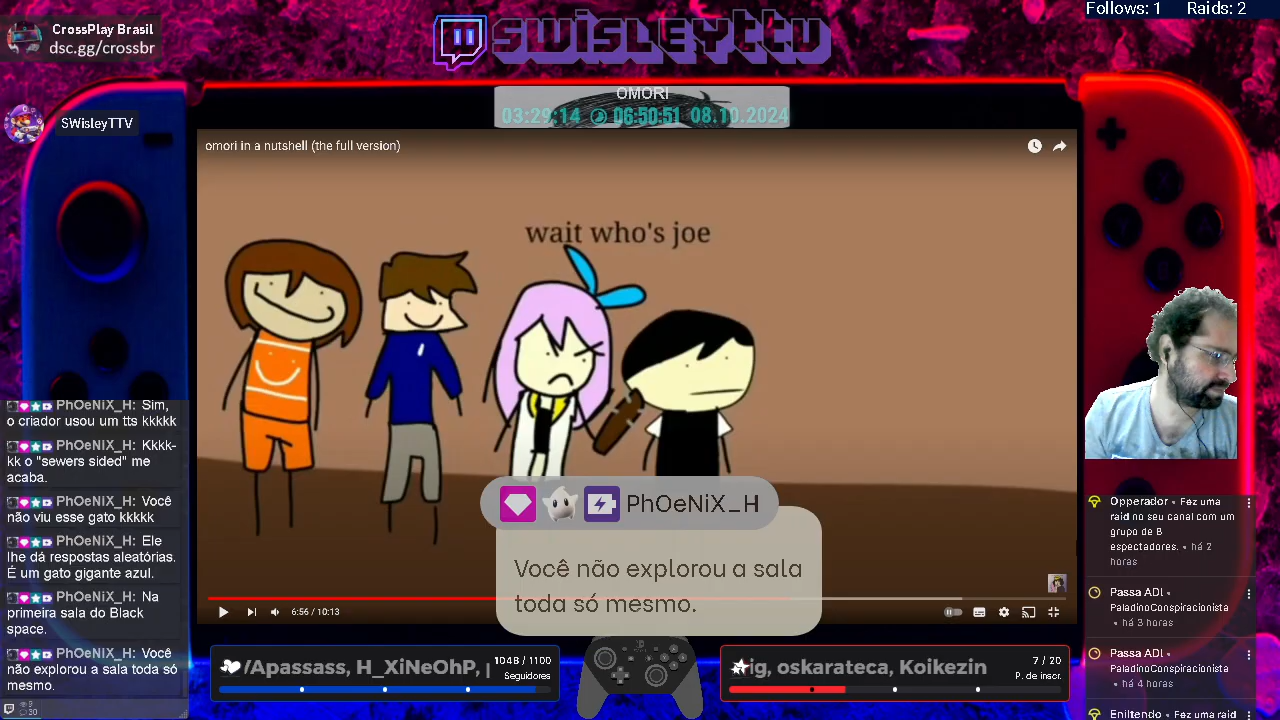 CrossPlay Brasil
dsc.gg/crossbr
swisleyttv
Follows: 1 Raids: 2
SWisleyTTV
OMORI
03:29:14 06:50:51 08.10.2024
omori in a nutshell (the full version)
wait who's joe
PhOeNiX_H: Sim,
o criador usou um tts kkkkk
PhOeNiX_H: Kkkk-
kk o "sewers sided" me
acaba.
PhOeNiX_H: Você
não viu esse gato kkkkk
PhOeNiX_H: Ele
lhe dá respostas aleatórias.
É um gato gigante azul.
PhOeNiX_H: Na
primeira sala do Black
space.
PhOeNiX_H: Você
não explorou a sala toda só
mesmo.
PhOeNiX_H
Você não explorou a sala
toda só mesmo.
6:56 / 10:13
/Apassass, H_XiNeOhP,
1048 / 1100
Seguidores
ig, oskarateca, Koikezin
7 / 20
P. de inscr.
Opperador • Fez uma
raid no seu canal com um
grupo de 8
espectadores. • há 2
horas
Passa ADI •
PaladinoConspiracionista
• há 3 horas
Passa ADI •
PaladinoConspiracionista
• há 4 horas
Eniltendo • Fez uma raid